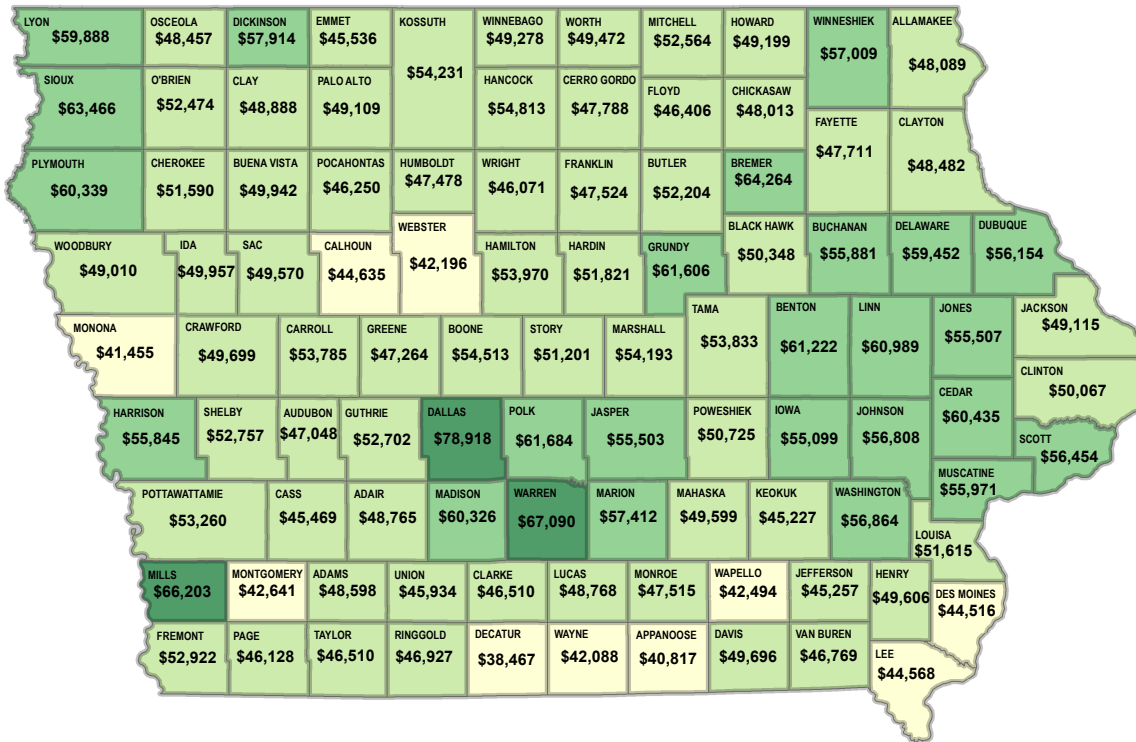 LYON
$59,888
OSCEOLA
$48,457
DICKINSON
$57,914
EMMET
$45,536
KOSSUTH
$54,231
WINNEBAGO
$49,278
WORTH
$49,472
MITCHELL
$52,564
HOWARD
$49,199
WINNESHIEK
$57,009
ALLAMAKEE
$48,089
SIOUX
$63,466
O'BRIEN
$52,474
CLAY
$48,888
PALO ALTO
$49,109
HANCOCK
$54,813
CERRO GORDO
$47,788
FLOYD
$46,406
CHICKASAW
$48,013
FAYETTE
$47,711
CLAYTON
$48,482
PLYMOUTH
$60,339
CHEROKEE
$51,590
BUENA VISTA
$49,942
POCAHONTAS
$46,250
HUMBOLDT
$47,478
WRIGHT
$46,071
FRANKLIN
$47,524
BUTLER
$52,204
BREMER
$64,264
WOODBURY
$49,010
IDA
$49,957
SAC
$49,570
CALHOUN
$44,635
WEBSTER
$42,196
HAMILTON
$53,970
HARDIN
$51,821
GRUNDY
$61,606
BLACK HAWK
$50,348
BUCHANAN
$55,881
DELAWARE
$59,452
DUBUQUE
$56,154
MONONA
$41,455
CRAWFORD
$49,699
CARROLL
$53,785
GREENE
$47,264
BOONE
$54,513
STORY
$51,201
MARSHALL
$54,193
TAMA
$53,833
BENTON
$61,222
LINN
$60,989
JONES
$55,507
JACKSON
$49,115
CLINTON
$50,067
HARRISON
$55,845
SHELBY
$52,757
AUDUBON
$47,048
GUTHRIE
$52,702
DALLAS
$78,918
POLK
$61,684
JASPER
$55,503
POWESHIEK
$50,725
IOWA
$55,099
JOHNSON
$56,808
CEDAR
$60,435
SCOTT
$56,454
MUSCATINE
$55,971
POTTAWATTAMIE
$53,260
CASS
$45,469
ADAIR
$48,765
MADISON
$60,326
WARREN
$67,090
MARION
$57,412
MAHASKA
$49,599
KEOKUK
$45,227
WASHINGTON
$56,864
LOUISA
$51,615
MILLS
$66,203
MONTGOMERY
$42,641
ADAMS
$48,598
UNION
$45,934
CLARKE
$46,510
LUCAS
$48,768
MONROE
$47,515
WAPELLO
$42,494
JEFFERSON
$45,257
HENRY
$49,606
DES MOINES
$44,516
FREMONT
$52,922
PAGE
$46,128
TAYLOR
$46,510
RINGGOLD
$46,927
DECATUR
$38,467
WAYNE
$42,088
APPANOOSE
$40,817
DAVIS
$49,696
VAN BUREN
$46,769
LEE
$44,568